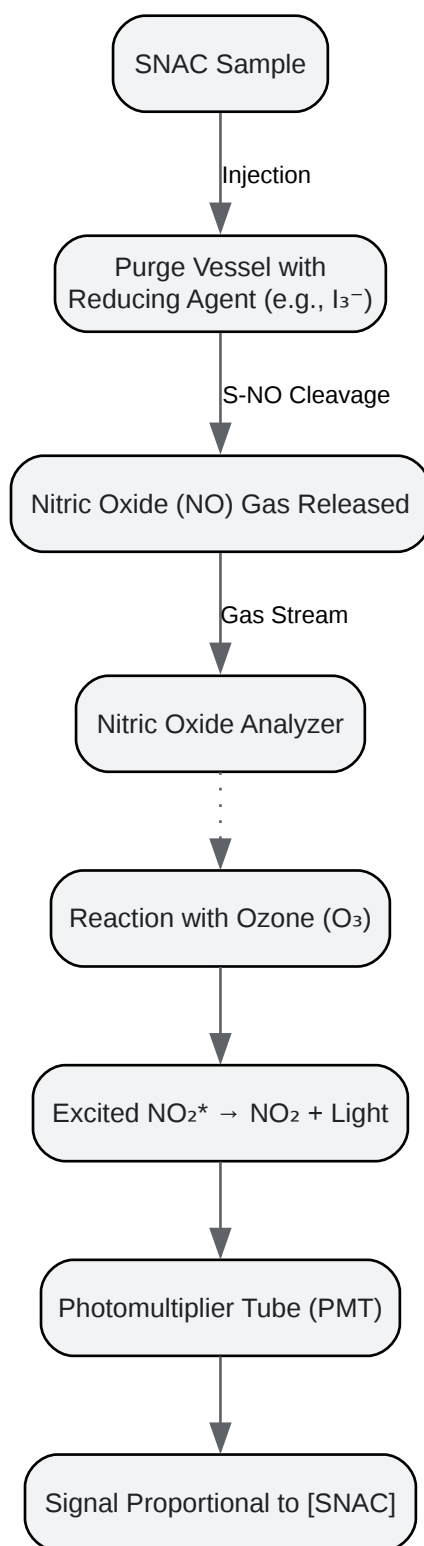 SNAC Sample
Injection
Purge Vessel with
Reducing Agent (e.g., I₃⁻)
S-NO Cleavage
Nitric Oxide (NO) Gas Released
Gas Stream
Nitric Oxide Analyzer
Reaction with Ozone (O₃)
Excited NO₂* → NO₂ + Light
Photomultiplier Tube (PMT)
Signal Proportional to [SNAC]